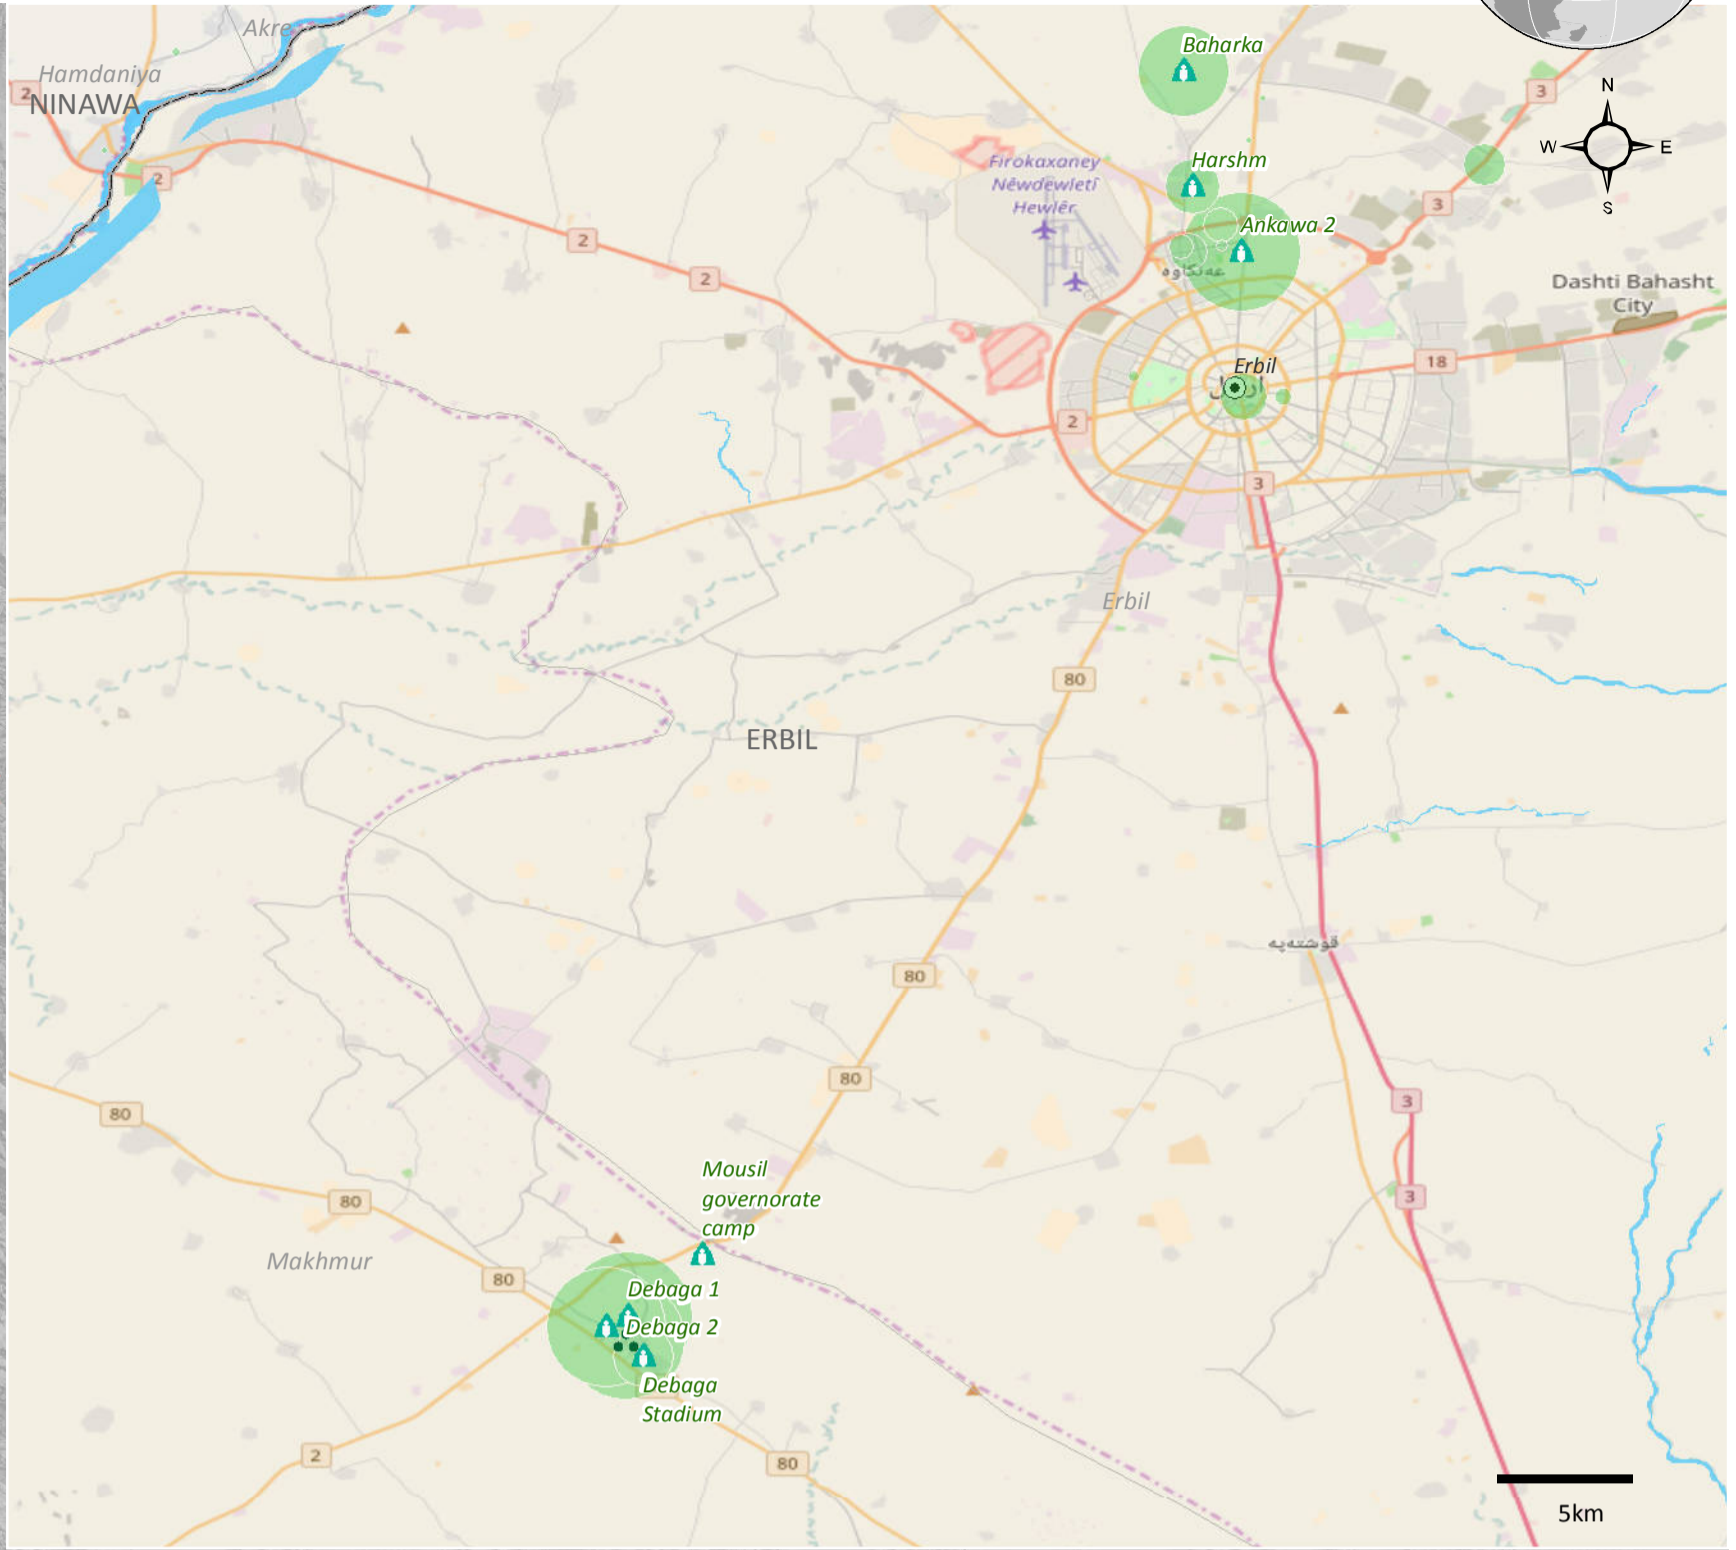 Akre
Baharka
Hamdaniya
NINAWA
2
3
N
W
E
S
2
Firokaxaney
Nêwdewletî
Hewlêr
Harshm
3
2
Ankawa 2
عەنکاوە
2
Dashti Bahasht
City
Erbil
18
2
3
Erbil
80
ERBIL
قوشتەپە
80
80
3
80
Mousil
governorate
camp
80
3
Makhmur
80
Debaga 1
Debaga 2
Debaga
Stadium
2
80
5km